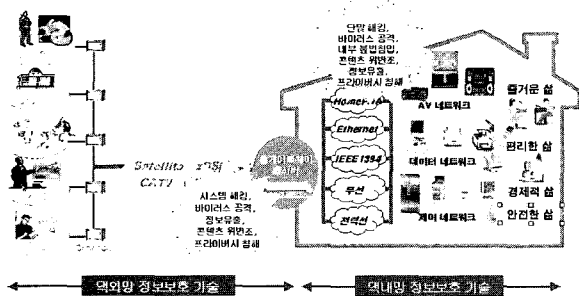 단말 해킹,
바이러스 공격,
내부 불법침입,
콘텐츠 위변조,
정보유출,
프라이버시 침해
Ethernet
IEEE1394
무선
전력선
AV 네트워크
데이터 네트워크
제어 네트워크
즐거운 삶
편리한 삶
경제적 삶
안전한 삶
CATV
시스템 해킹,
바이러스 공격,
정보유출,
콘텐츠 위변조,
프라이버시 침해
댁외망 정보보호 기술
댁내망 정보보호 기술